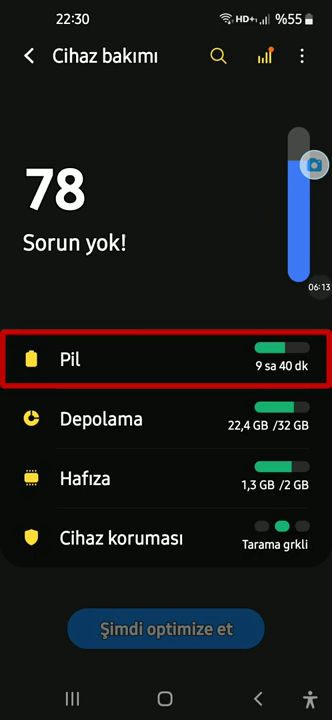 22:30
HD+ %55
Cihaz bakımı
78
Sorun yok!
06:13
Pil
9 sa 40 dk
Depolama
22,4 GB /32 GB
Hafıza
1,3 GB /2 GB
Cihaz koruması
Tarama grkli
Şimdi optimize et